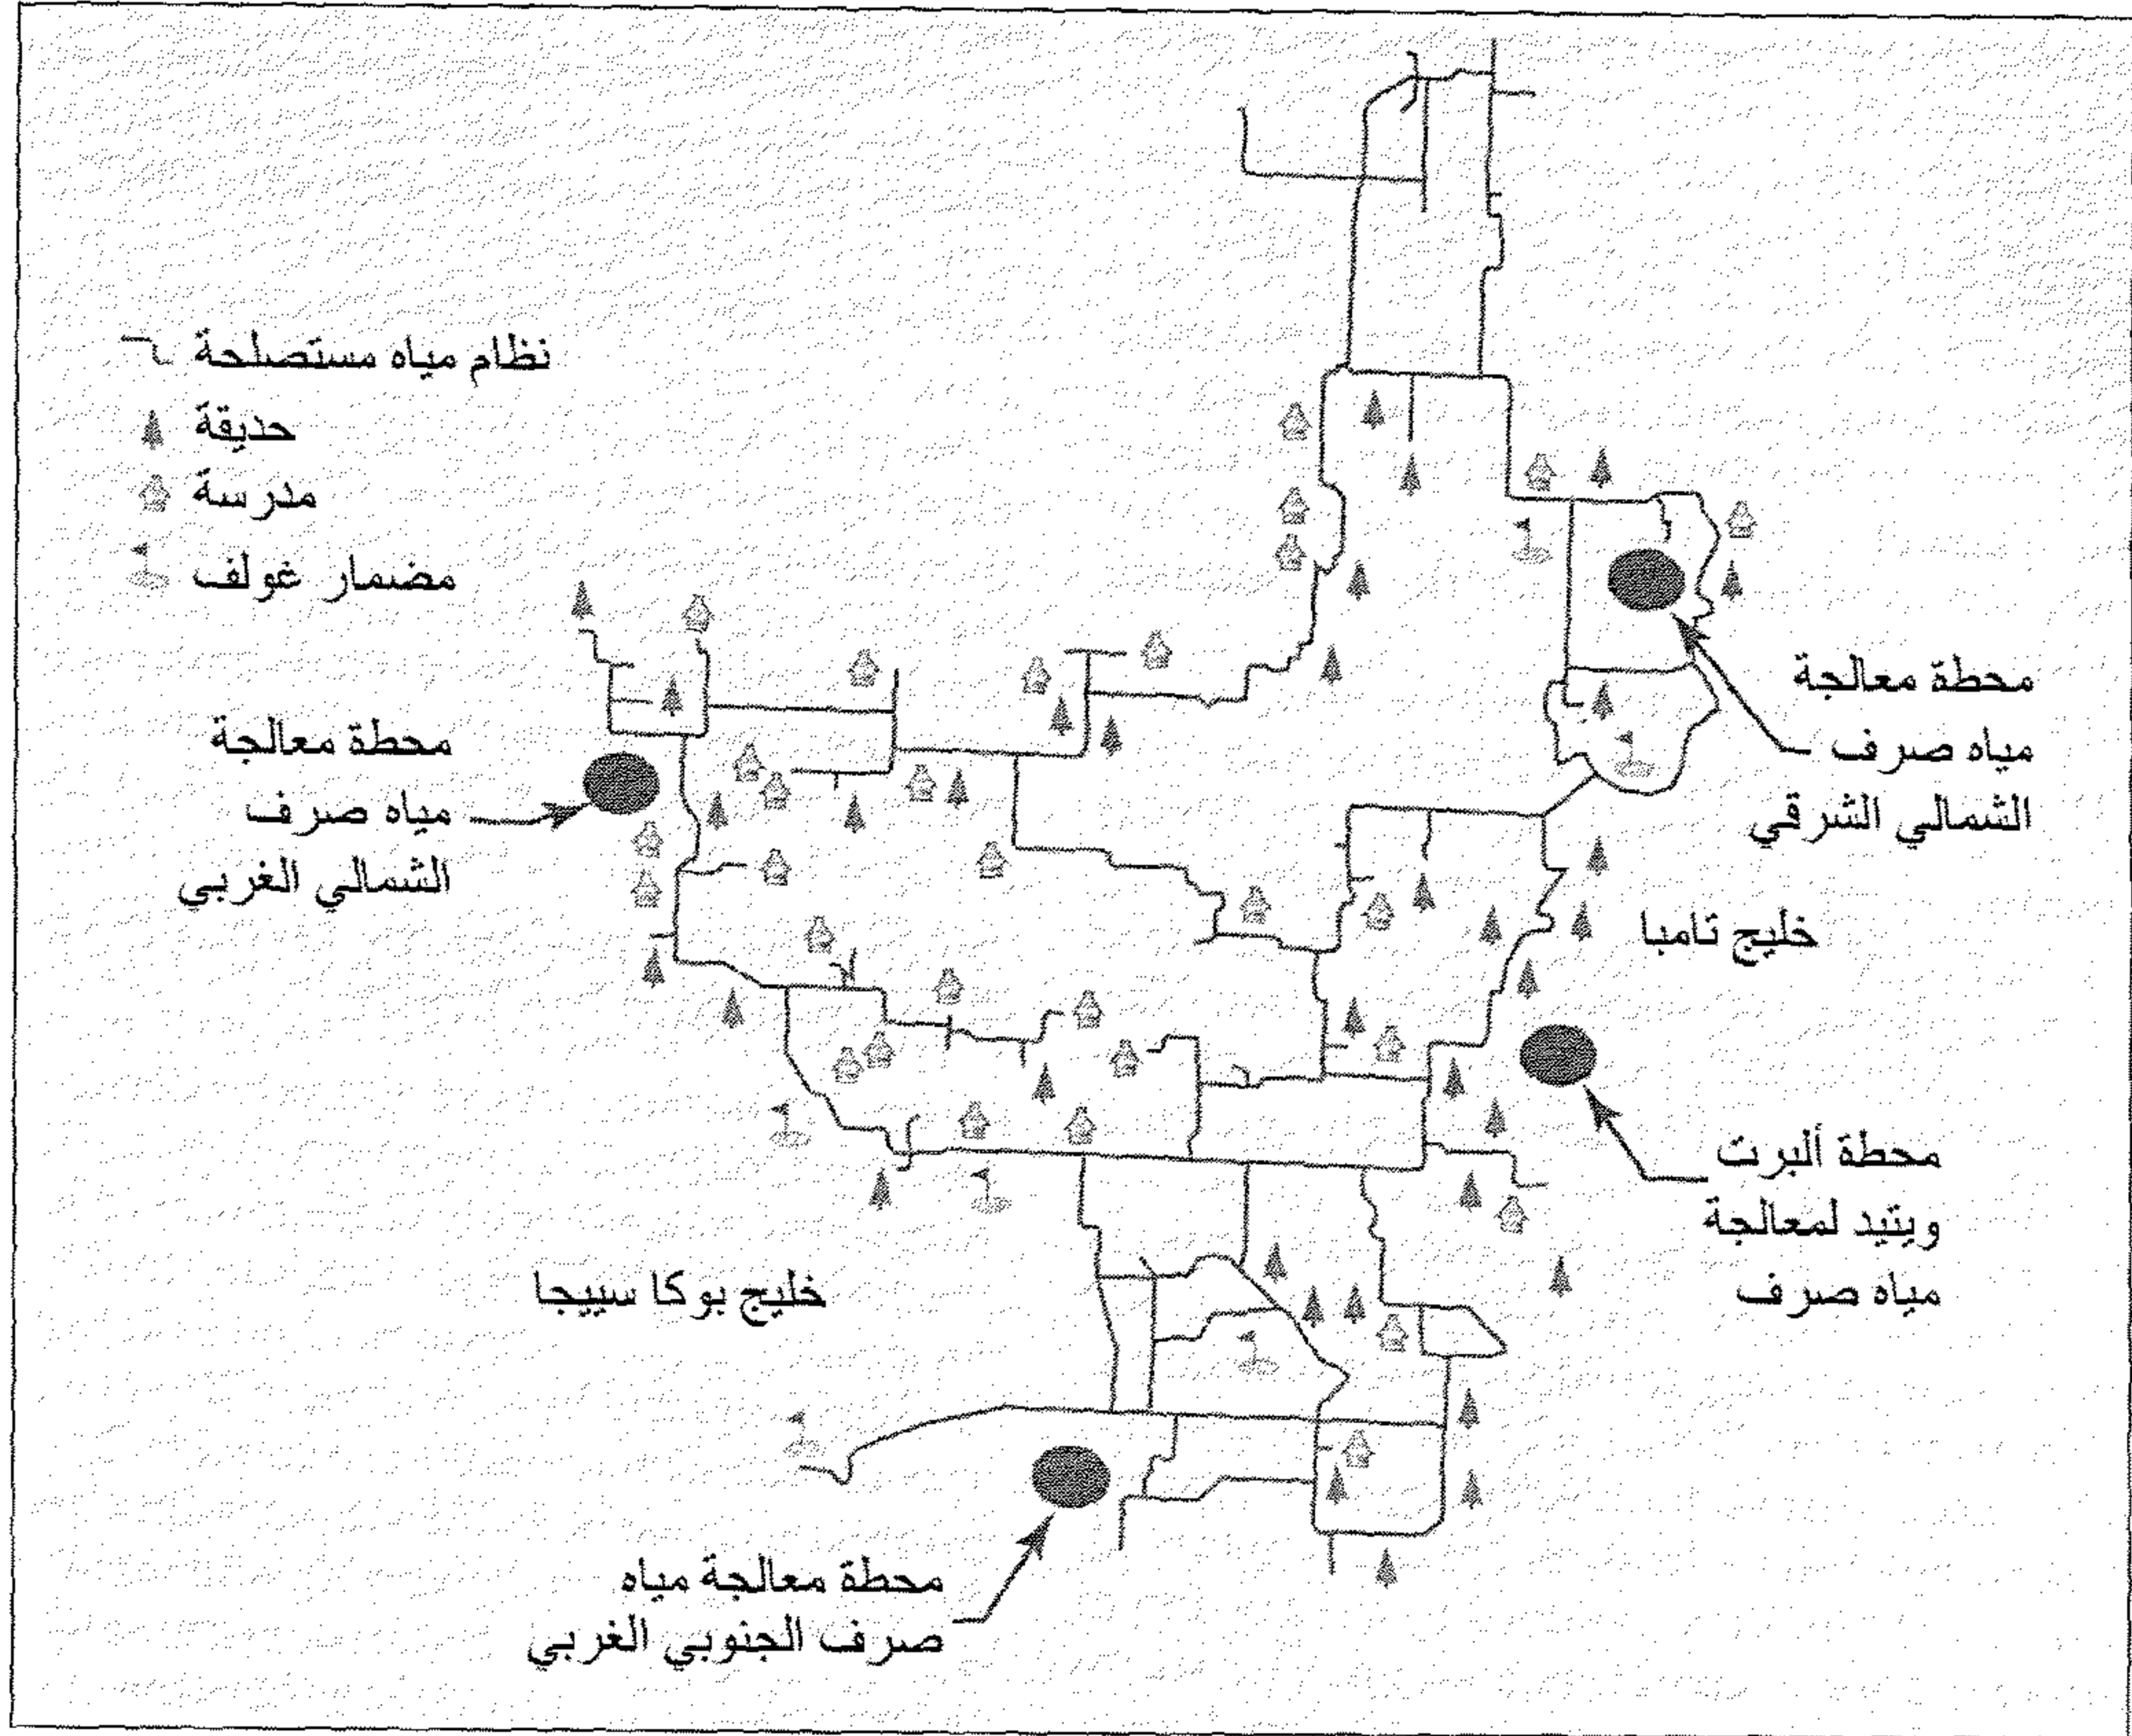 نظام مياه مستصلحة
حديقة
مدرسة
مضمار غولف
محطة معالجة
مياه صرف
الشمالي الشرقي
محطة معالجة
مياه صرف
الشمالي الغربي
خليج تامبا
محطة ألبرت
ويتيد لمعالجة
مياه صرف
خليج بوكا سييجا
محطة معالجة مياه
صرف الجنوبي الغربي